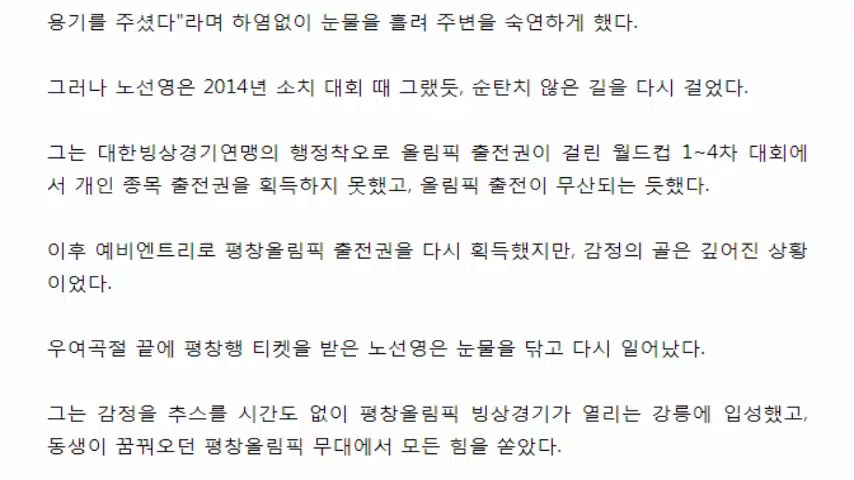 용기를 주셨다"라며 하염없이 눈물을 흘려 주변을 숙연하게 했다.
그러나 노선영은 2014년 소치 대회 때 그랬듯, 순탄치 않은 길을 다시 걸었다.
그는 대한빙상경기연맹의 행정착오로 올림픽 출전권이 걸린 월드컵 1~4차 대회에
서 개인 종목 출전권을 획득하지 못했고, 올림픽 출전이 무산되는 듯했다.
이후 예비엔트리로 평창올림픽 출전권을 다시 획득했지만, 감정의 골은 깊어진 상황
이었다.
우여곡절 끝에 평창행 티켓을 받은 노선영은 눈물을 닦고 다시 일어났다.
그는 감정을 추스를 시간도 없이 평창올림픽 빙상경기가 열리는 강릉에 입성했고,
동생이 꿈꿔오던 평창올림픽 무대에서 모든 힘을 쏟았다.